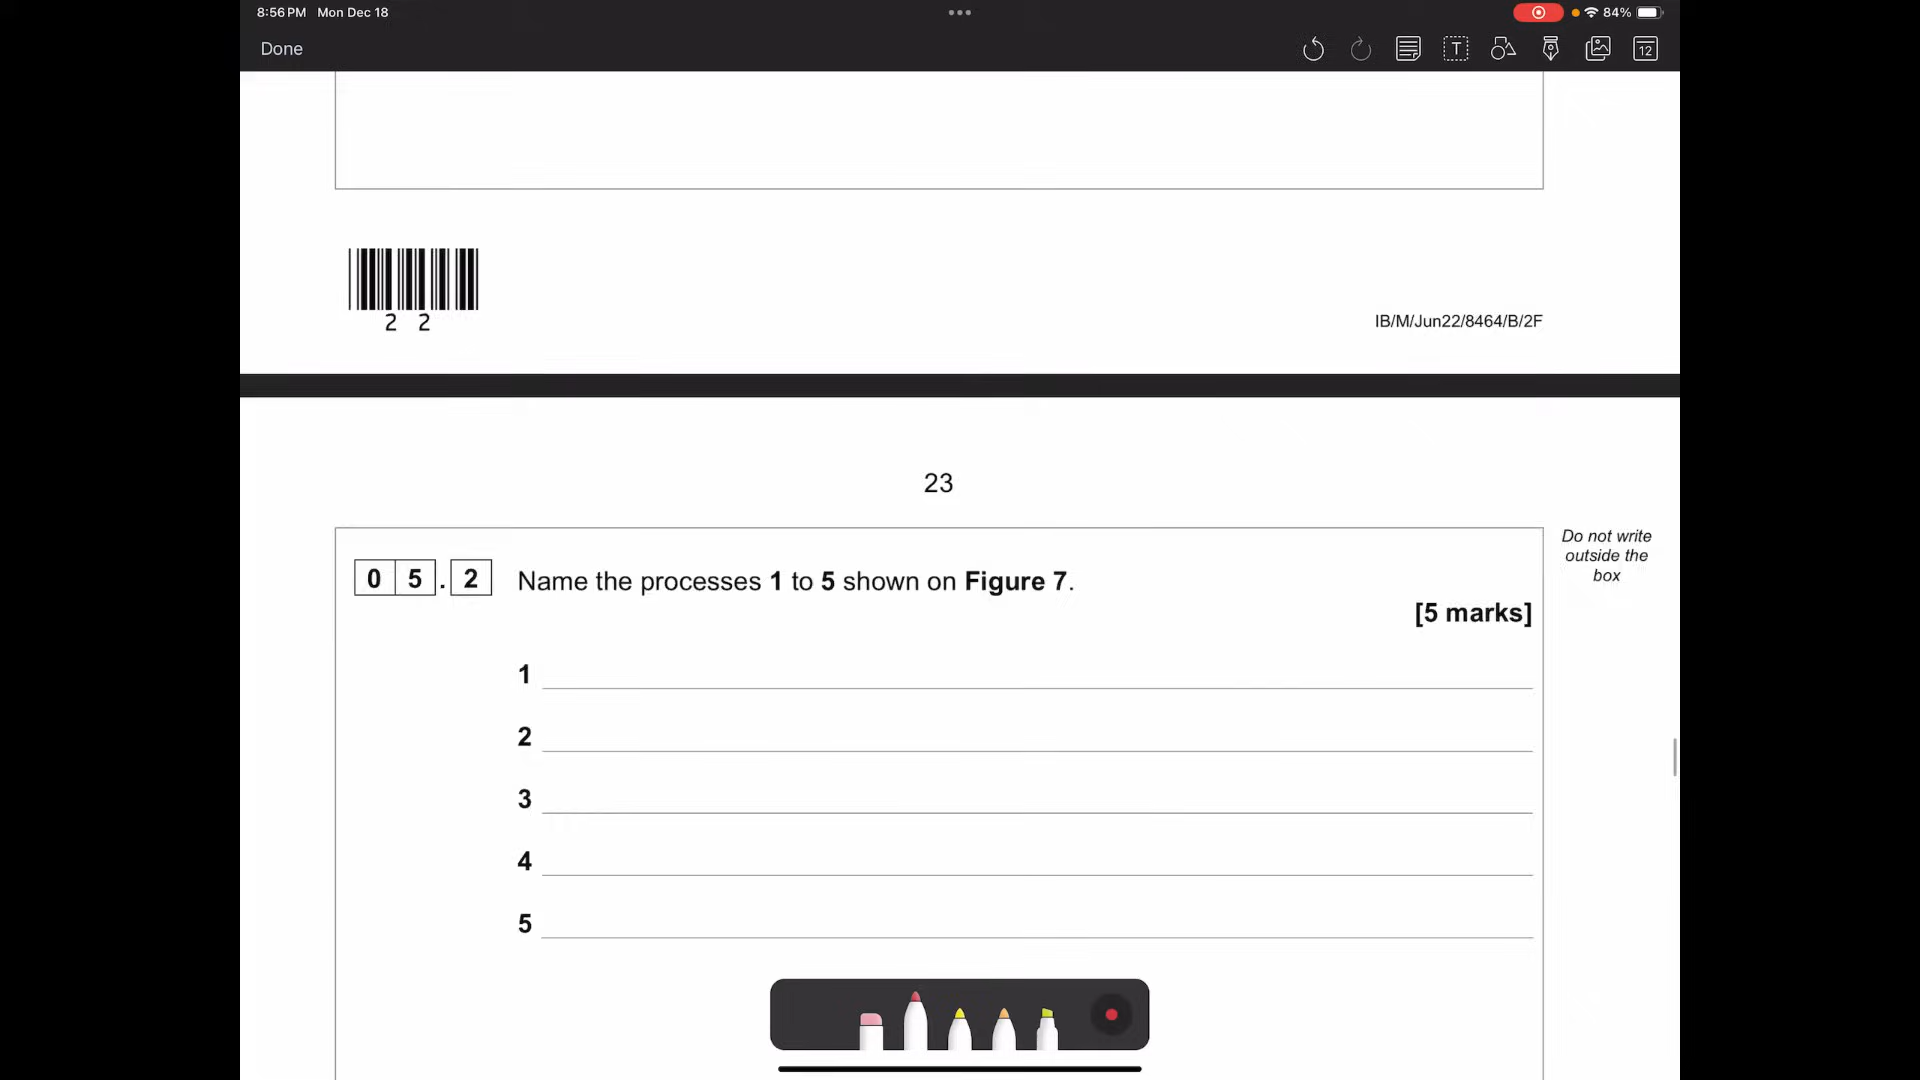 8:56 PM Mon Dec 18
84%
Done
T
12
2 2
IB/M/Jun22/8464/B/2F
23
Do not write
outside the
box
0 5 . 2 Name the processes 1 to 5 shown on Figure 7.
[5 marks]
1
2
3
4
5